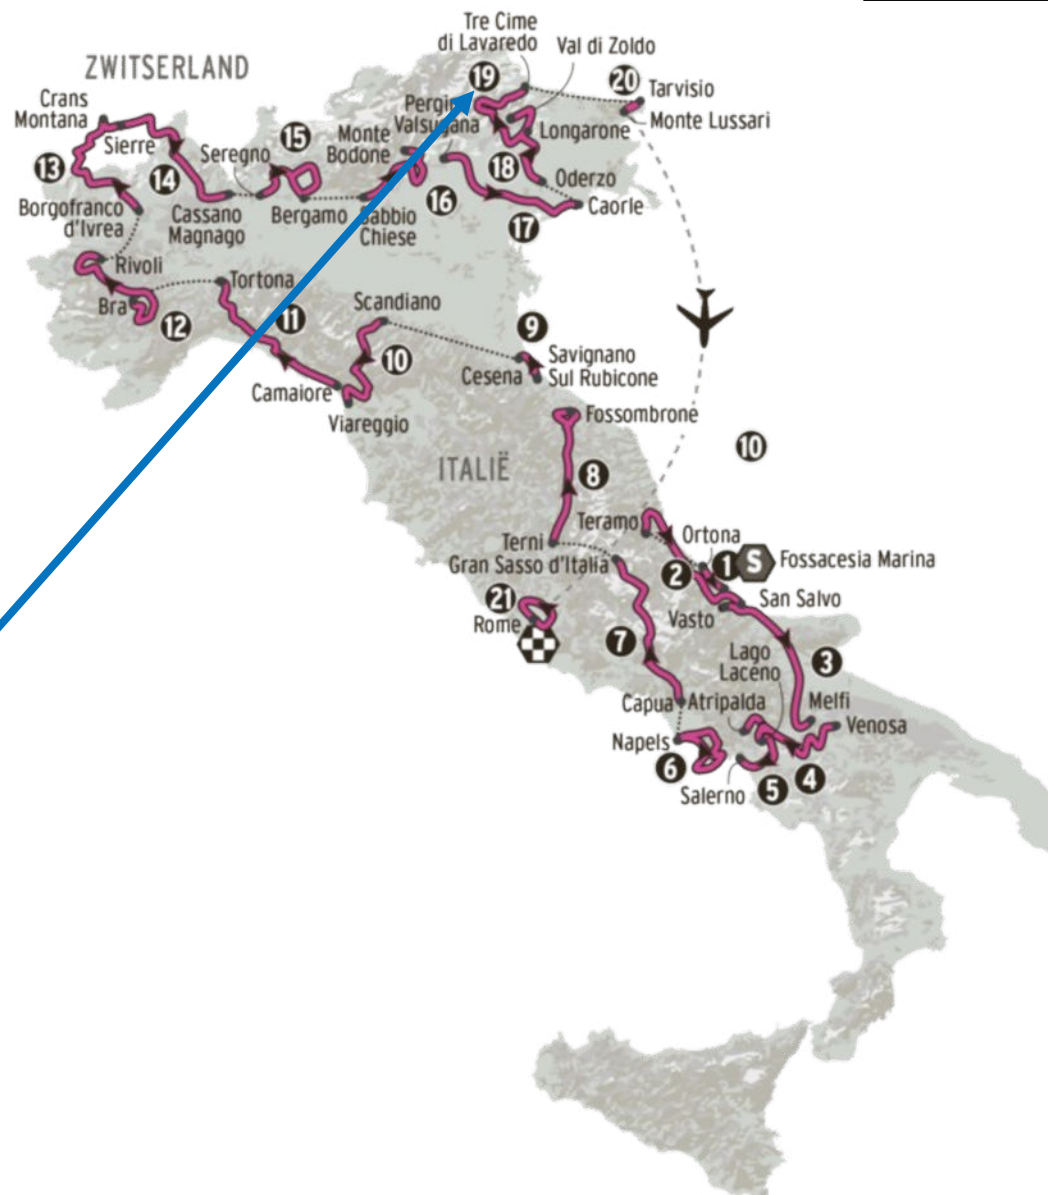 Tre Cime
di Lavaredo
Val di Zoldo
ZWITSERLAND
19
20
Tarvisio
Crans
Montana
Monte Lussari
Valsugana
Longarone
15
Monte
Bodone
Sierre
Seregno
13
14
18
16
Oderzo
Caorle
Borgofranco
d'Ivrea
Cassano
Magnago
Bergamo
Chiese
17
Rivoli
Tortona
Bra
Scandiano
12
11
9
10
Savignano
Sul Rubicone
Cesena
Camaiore
Viareggio
Fossombrone
10
ITALIË
8
Teramo
Ortona
Terni
Gran Sasso d'Italia
1
S
Fossacesia Marina
2
21
San Salvo
Rome
Vasto
7
Lago
Laceno
3
Capua
Atripalda
Melfi
Venosa
Napels
6
Salerno
5
4